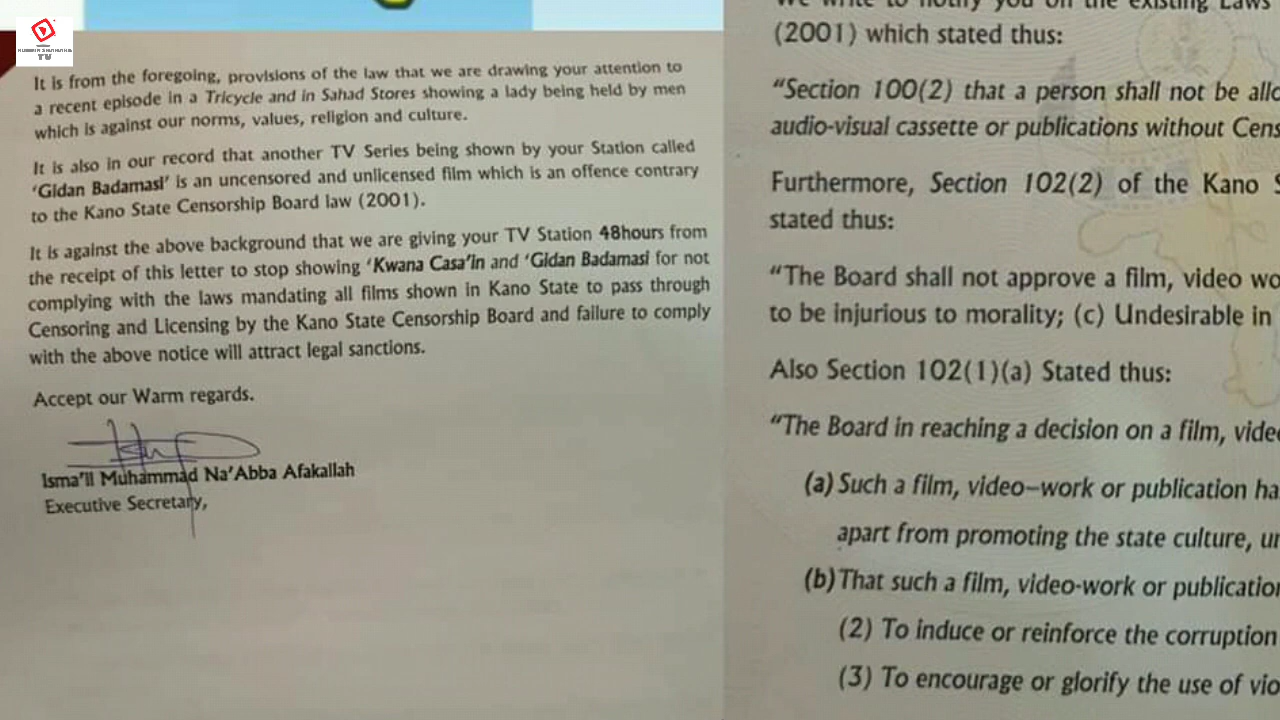 TV
It is from the foregoing, provisions of the law that we are drawing your attention to
a recent episode in a Tricycle and in Sahad Stores showing a lady being held by men
which is against our norms, values, religion and culture.
It is also in our record that another TV Series being shown by your Station called
'Gidan Badamasi' is an uncensored and unlicensed film which is an offence contrary
to the Kano State Censorship Board law (2001).
It is against the above background that we are giving your TV Station 48hours from
the receipt of this letter to stop showing 'Kwana Casa'in and 'Gidan Badamasi for not
complying with the laws mandating all films shown in Kano State to pass through
Censoring and Licensing by the Kano State Censorship Board and failure to comply
with the above notice will attract legal sanctions.
Accept our Warm regards.
Isma'il Muhammad Na'Abba Afakallah
Executive Secretary,
We write to notify you on the existing Laws
(2001) which stated thus:
“Section 100(2) that a person shall not be allo
audio-visual cassette or publications without Cens
Furthermore, Section 102(2) of the Kano S
stated thus:
“The Board shall not approve a film, video wo
to be injurious to morality; (c) Undesirable in
Also Section 102(1)(a) Stated thus:
“The Board in reaching a decision on a film, vide
(a) Such a film, video–work or publication ha
apart from promoting the state culture, un
(b) That such a film, video-work or publication
(2) To induce or reinforce the corruption
(3) To encourage or glorify the use of vio